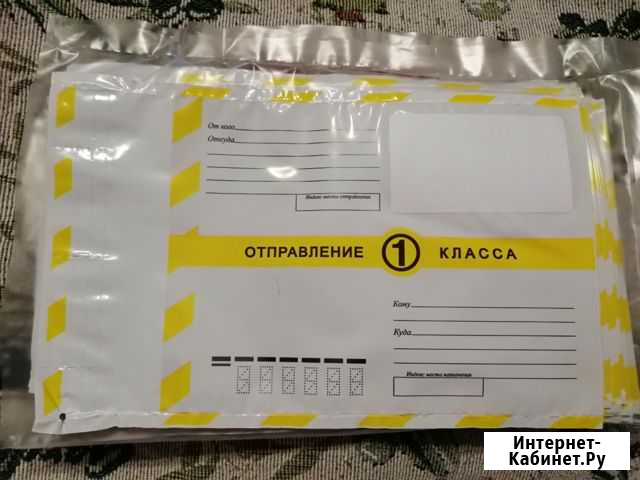 От кого
Откуда
Индекс места отправления
ОТПРАВЛЕНИЕ 1 КЛАССА
Кому
Куда
Индекс места назначения
Интернет-
Кабинет.Ру